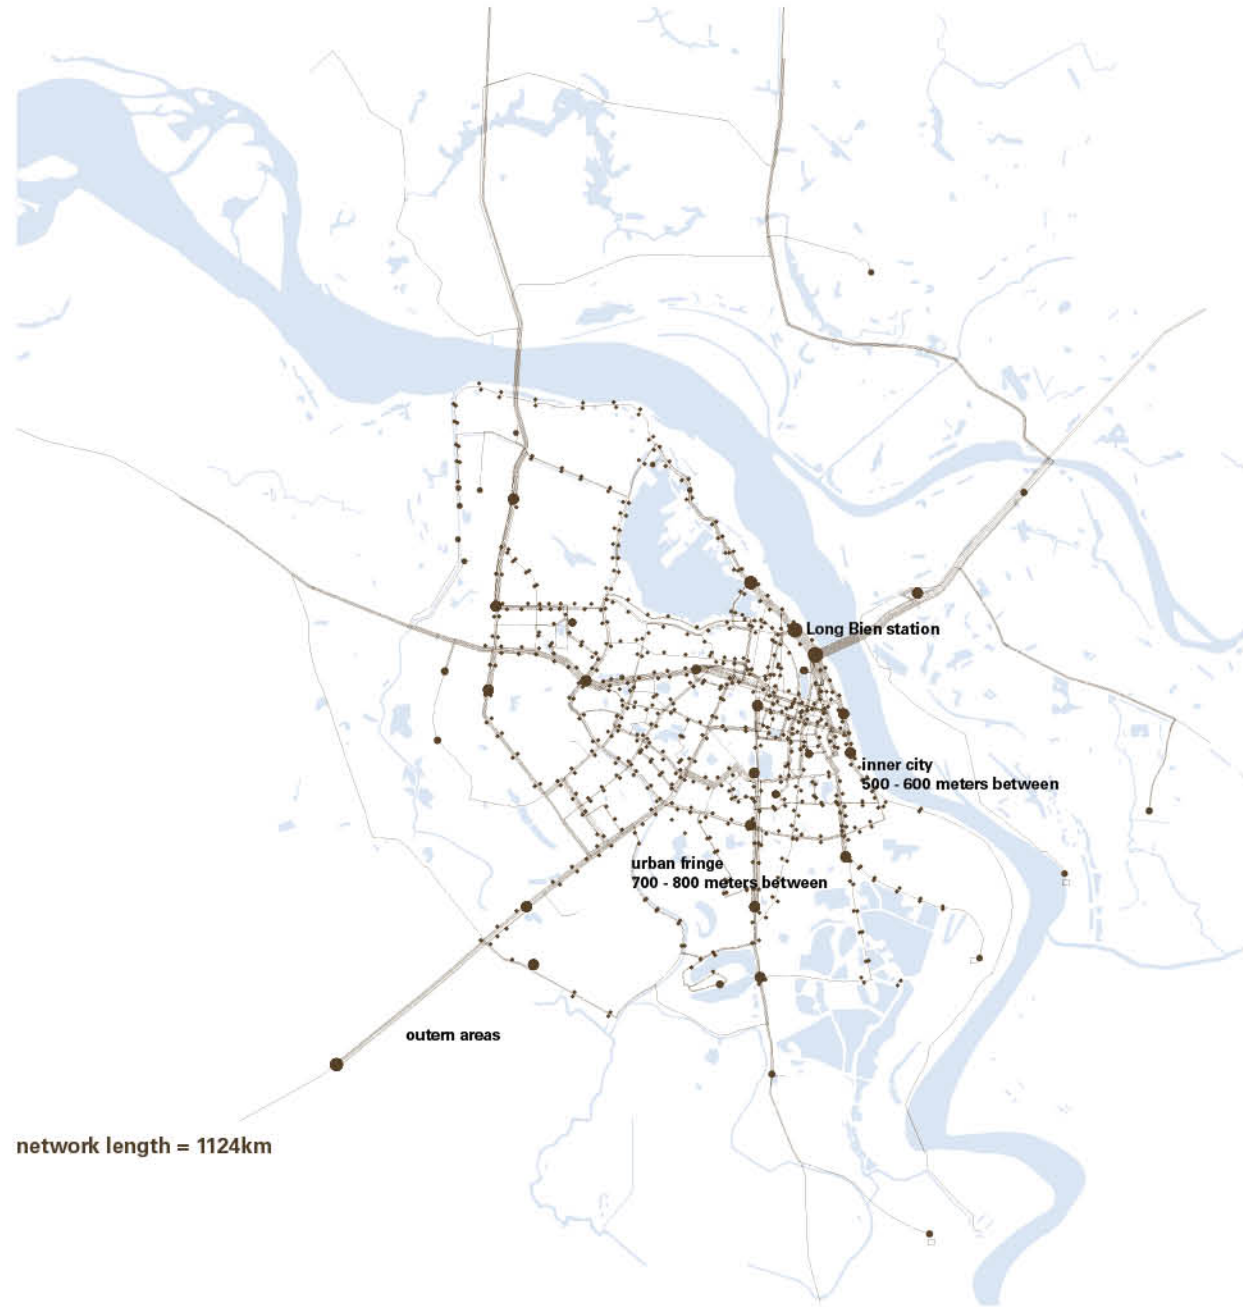 Long Bien station
inner city
500 - 600 meters between
urban fringe
700 - 800 meters between
outern areas
network length = 1124km